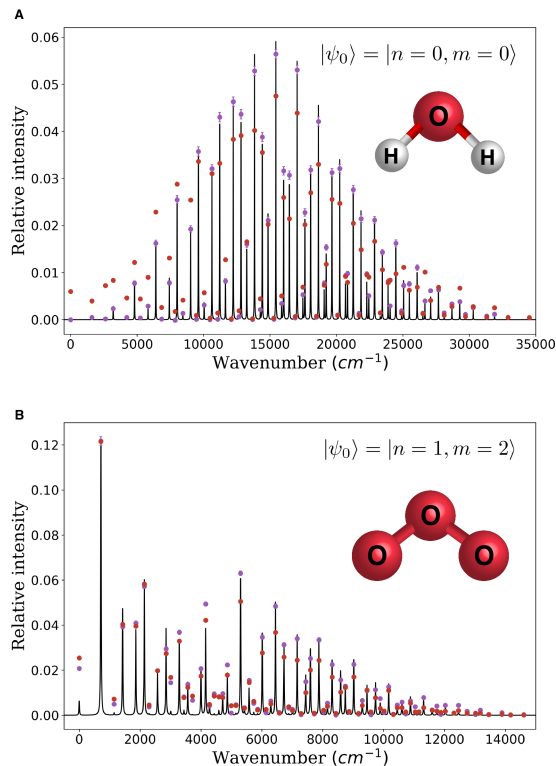 A
0.06
0.05
0.04
0.03
0.02
0.01
0.00
Relative intensity
|ψ₀⟩ = |n = 0, m = 0⟩
O
H
H
0
5000
10000
15000
20000
25000
30000
35000
Wavenumber (cm⁻¹)
B
0.12
0.10
0.08
0.06
0.04
0.02
0.00
Relative intensity
|ψ₀⟩ = |n = 1, m = 2⟩
O
O
O
0
2000
4000
6000
8000
10000
12000
14000
Wavenumber (cm⁻¹)